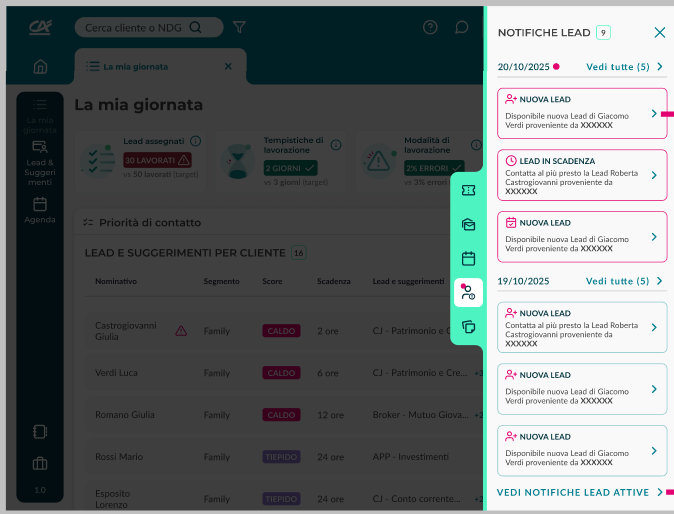 Cerca cliente o NDG
La mia giornata
La mia giornata
La mia
giornata
Lead &
Suggeri
menti
Agenda
1.0
Lead assegnati
30 LAVORATI
vs 50 lavorati (target)
Tempistiche di
lavorazione
2 GIORNI
vs 3 giorni (target)
Modalità di
lavorazione
2% ERRORI
vs 3% errori
Priorità di contatto
LEAD E SUGGERIMENTI PER CLIENTE 16
Nominativo Segmento Score Scadenza Lead e suggerimenti
Castrogiovanni
Giulia
Family CALDO 2 ore CJ - Patrimonio e C
Verdi Luca Family CALDO 6 ore CJ - Patrimonio e Cre... +3
Romano Giulia Family CALDO 12 ore Broker - Mutuo Giova... +2
Rossi Mario Family TIEPIDO 24 ore APP - Investimenti
Esposito
Lorenzo
Family TIEPIDO 24 ore CJ - Conto corrente... +2
NOTIFICHE LEAD 9
20/10/2025 Vedi tutte (5)
NUOVA LEAD
Disponibile nuova Lead di Giacomo
Verdi proveniente da XXXXXX
LEAD IN SCADENZA
Contatta al più presto la Lead Roberta
Castrogiovanni proveniente da
XXXXXX
NUOVA LEAD
Disponibile nuova Lead di Giacomo
Verdi proveniente da XXXXXX
19/10/2025 Vedi tutte (5)
NUOVA LEAD
Contatta al più presto la Lead Roberta
Castrogiovanni proveniente da
XXXXXX
NUOVA LEAD
Disponibile nuova Lead di Giacomo
Verdi proveniente da XXXXXX
NUOVA LEAD
Disponibile nuova Lead di Giacomo
Verdi proveniente da XXXXXX
VEDI NOTIFICHE LEAD ATTIVE